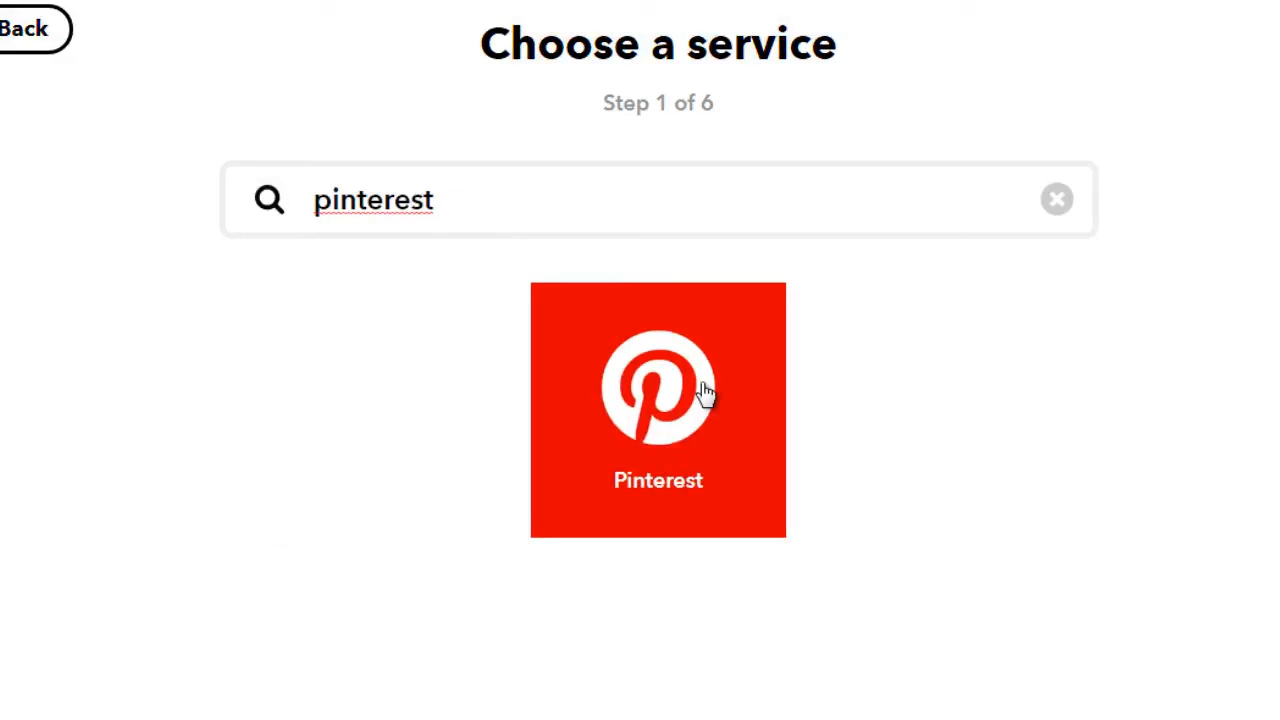 Back
Choose a service
Step 1 of 6
pinterest
Pinterest